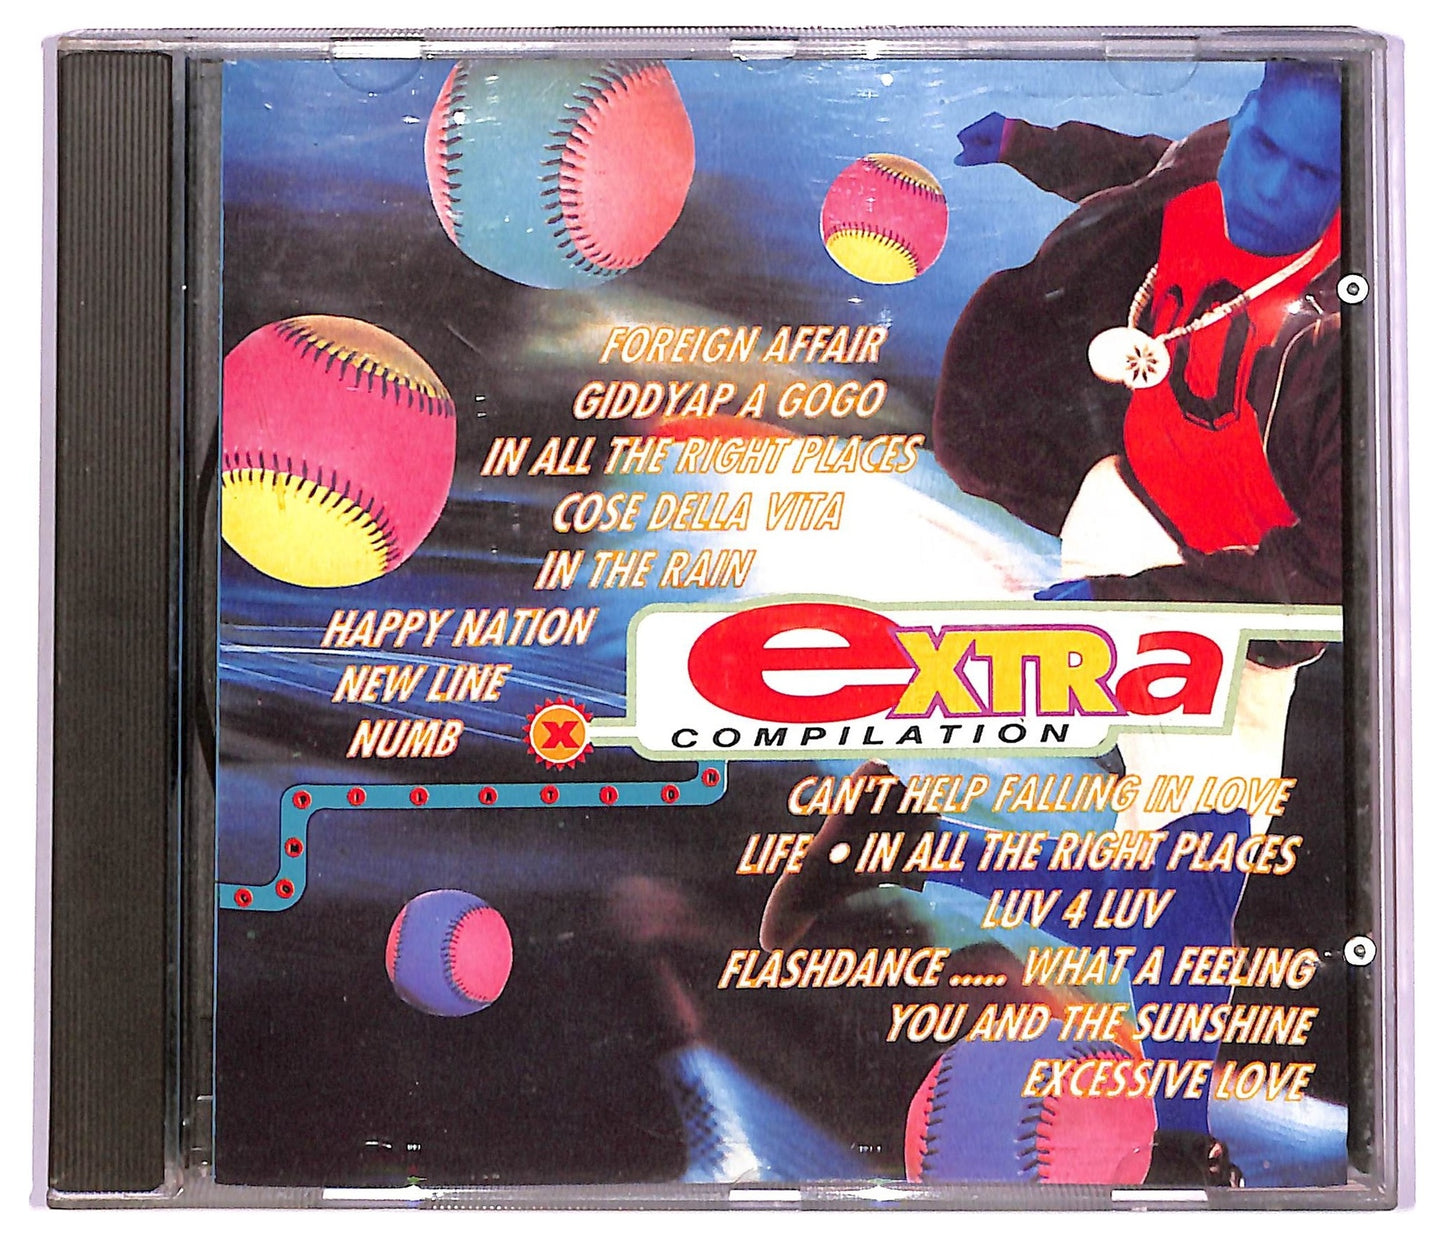 FOREIGN AFFAIR
GIDDYAP A GOGO
IN ALL THE RIGHT PLACES
COSE DELLA VITA
IN THE RAIN
HAPPY NATION
NEW LINE
NUMB
extra
COMPILATION
X
COMPILATION
CAN'T HELP FALLING IN LOVE
LIFE • IN ALL THE RIGHT PLACES
LUV 4 LUV
FLASHDANCE ..... WHAT A FEELING
YOU AND THE SUNSHINE
EXCESSIVE LOVE